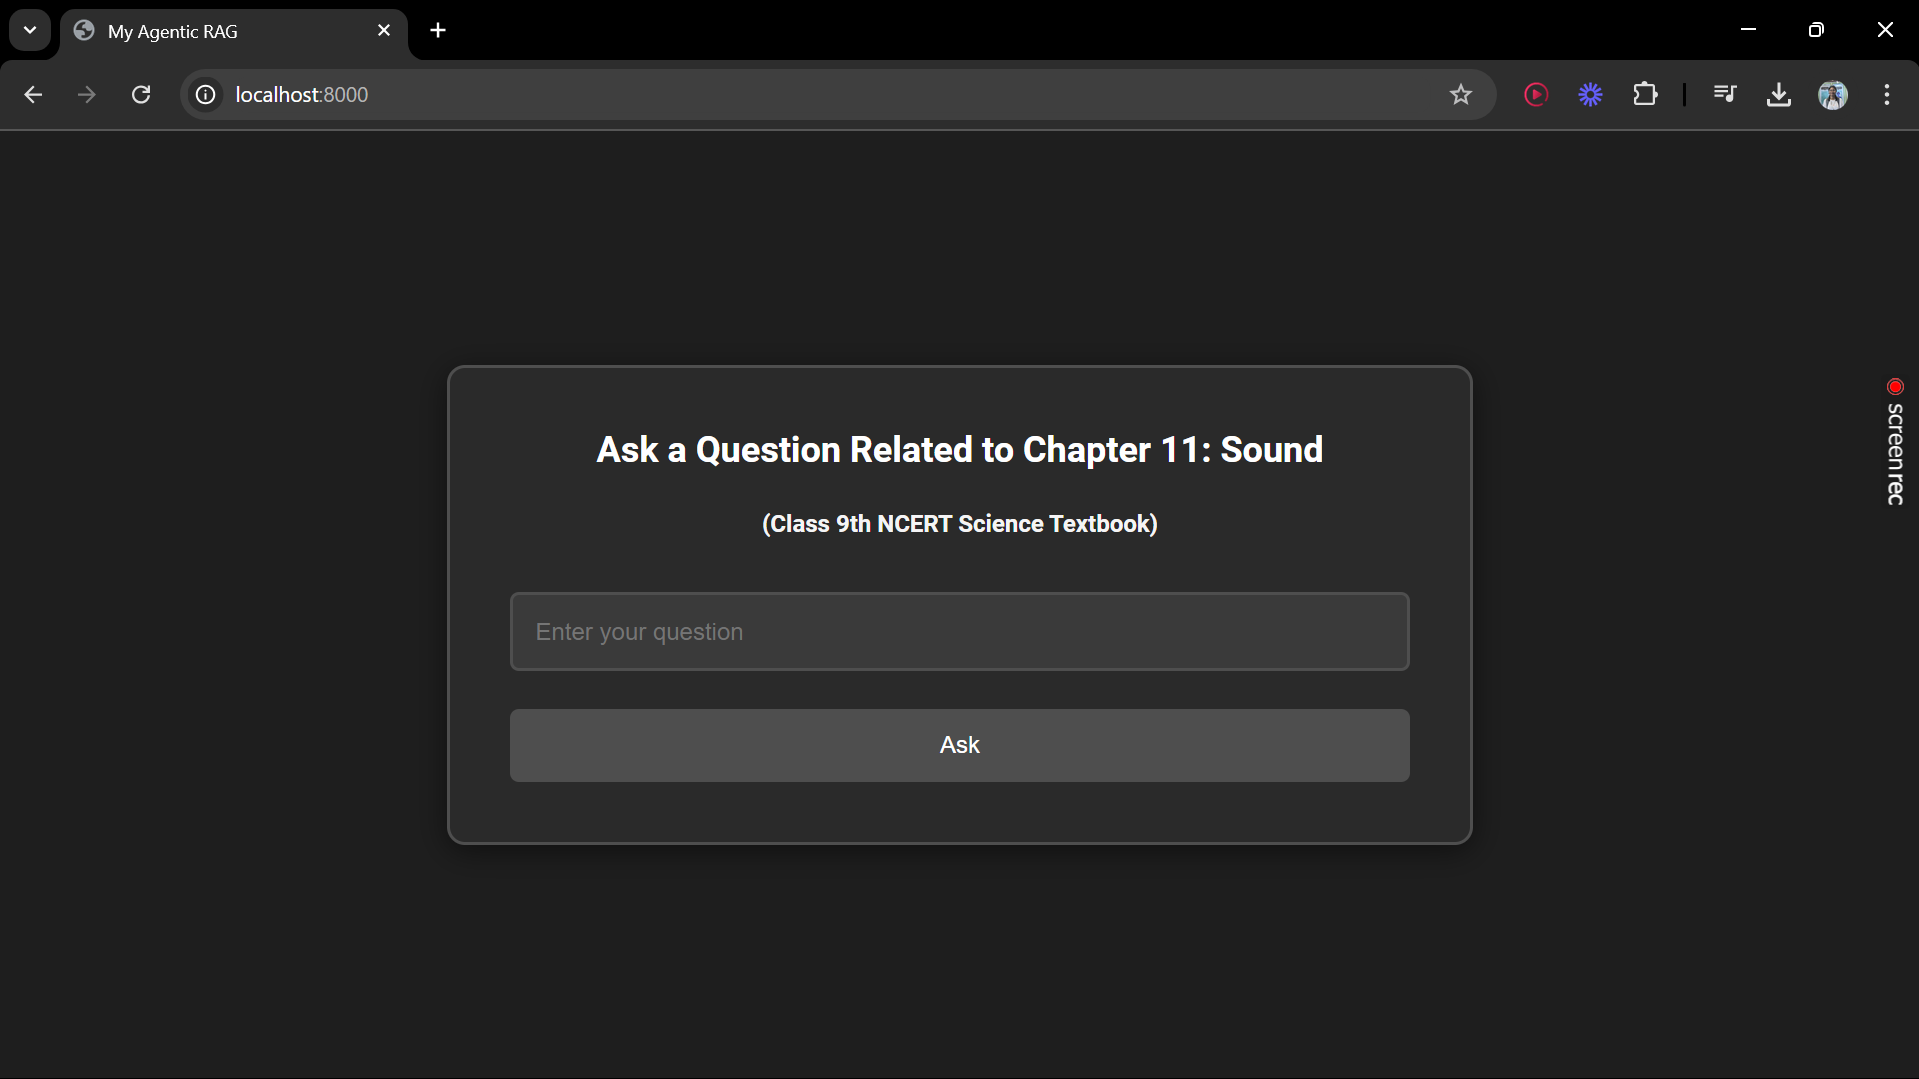 My Agentic RAG
localhost:8000
Ask a Question Related to Chapter 11: Sound
(Class 9th NCERT Science Textbook)
Enter your question
Ask
screenrec